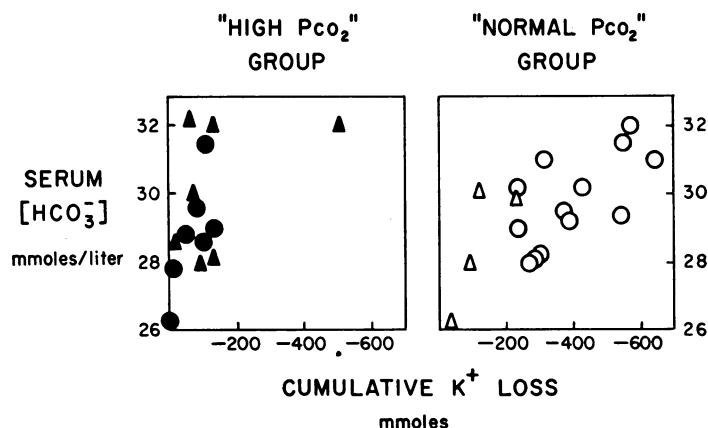 "HIGH Pco₂" "NORMAL Pco₂"
GROUP GROUP
32 32
SERUM 30 30
[HCO₃⁻]
mmoles/liter 28 28
26 26
−200 −400 −600 −200 −400 −600
CUMULATIVE K⁺ LOSS
mmoles